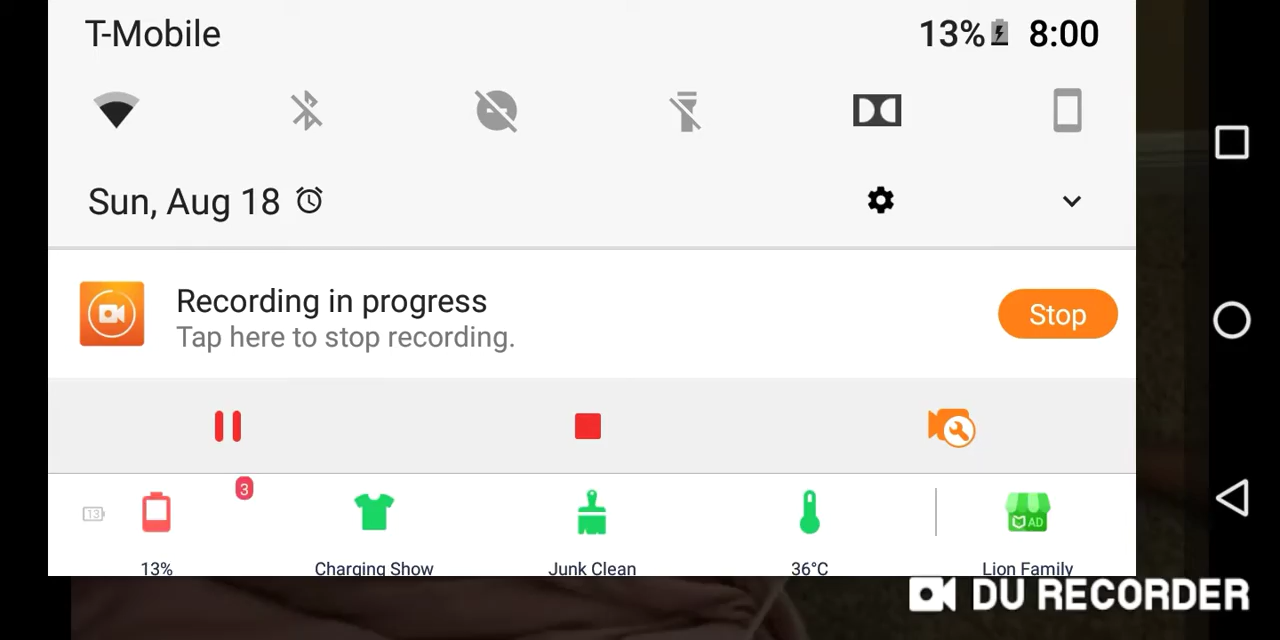 T-Mobile 13% 8:00
Sun, Aug 18
Recording in progress
Tap here to stop recording.
Stop
3
13
AD
13% Charging Show Junk Clean 36°C Lion Family
DU RECORDER